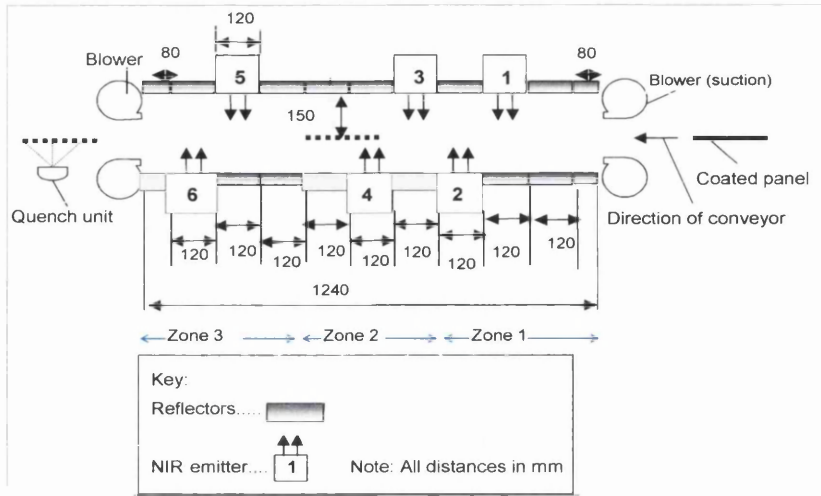 120
80
80
Blower
5
3
1
Blower (suction)
150
Quench unit
6
4
2
Coated panel
Direction of conveyor
120
120
120
120
120
120
120
120
120
1240
Zone 3
Zone 2
Zone 1
Key:
Reflectors.....
NIR emitter.... 1 Note: All distances in mm